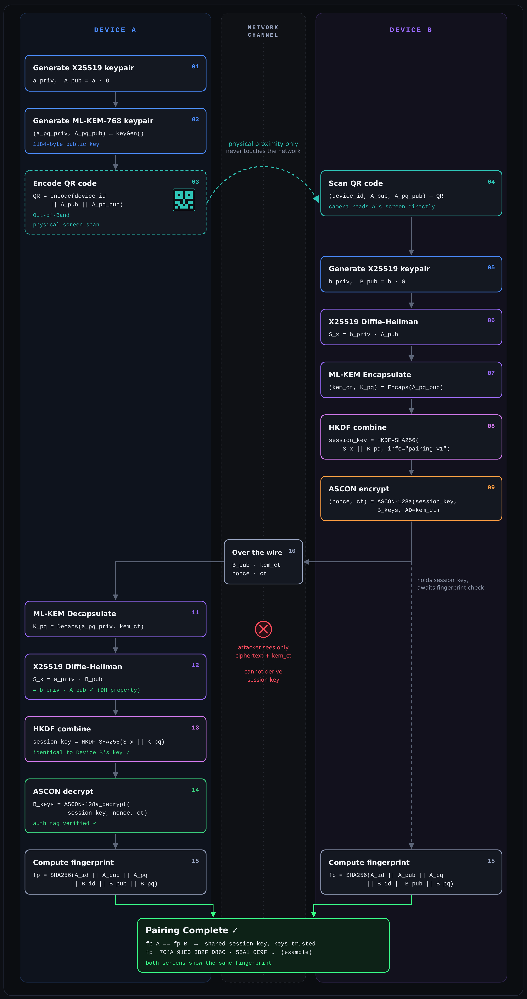 DEVICE A
NETWORK
CHANNEL
DEVICE B
Generate X25519 keypair 01
a_priv,  A_pub = a · G
Generate ML-KEM-768 keypair 02
(a_pq_priv, A_pq_pub) ← KeyGen()
1184-byte public key
physical proximity only
never touches the network
Encode QR code 03
QR = encode(device_id
|| A_pub || A_pq_pub)
Out-of-Band
physical screen scan
Scan QR code 04
(device_id, A_pub, A_pq_pub) ← QR
camera reads A's screen directly
Generate X25519 keypair 05
b_priv,  B_pub = b · G
X25519 Diffie–Hellman 06
S_x = b_priv · A_pub
ML-KEM Encapsulate 07
(kem_ct, K_pq) = Encaps(A_pq_pub)
HKDF combine 08
session_key = HKDF-SHA256(
S_x || K_pq, info="pairing-v1")
ASCON encrypt 09
(nonce, ct) = ASCON-128a(session_key,
B_keys, AD=kem_ct)
Over the wire 10
B_pub · kem_ct
nonce · ct
holds session_key,
awaits fingerprint check
ML-KEM Decapsulate 11
K_pq = Decaps(a_pq_priv, kem_ct)
attacker sees only
ciphertext + kem_ct
—
cannot derive
session key
X25519 Diffie–Hellman 12
S_x = a_priv · B_pub
= b_priv · A_pub ✓ (DH property)
HKDF combine 13
session_key = HKDF-SHA256(S_x || K_pq)
identical to Device B's key ✓
ASCON decrypt 14
B_keys = ASCON-128a_decrypt(
session_key, nonce, ct)
auth tag verified ✓
Compute fingerprint 15
fp = SHA256(A_id || A_pub || A_pq
|| B_id || B_pub || B_pq)
Compute fingerprint 15
fp = SHA256(A_id || A_pub || A_pq
|| B_id || B_pub || B_pq)
Pairing Complete ✓
fp_A == fp_B  →  shared session_key, keys trusted
fp  7C4A 91E0 3B2F D86C · 55A1 0E9F …  (example)
both screens show the same fingerprint